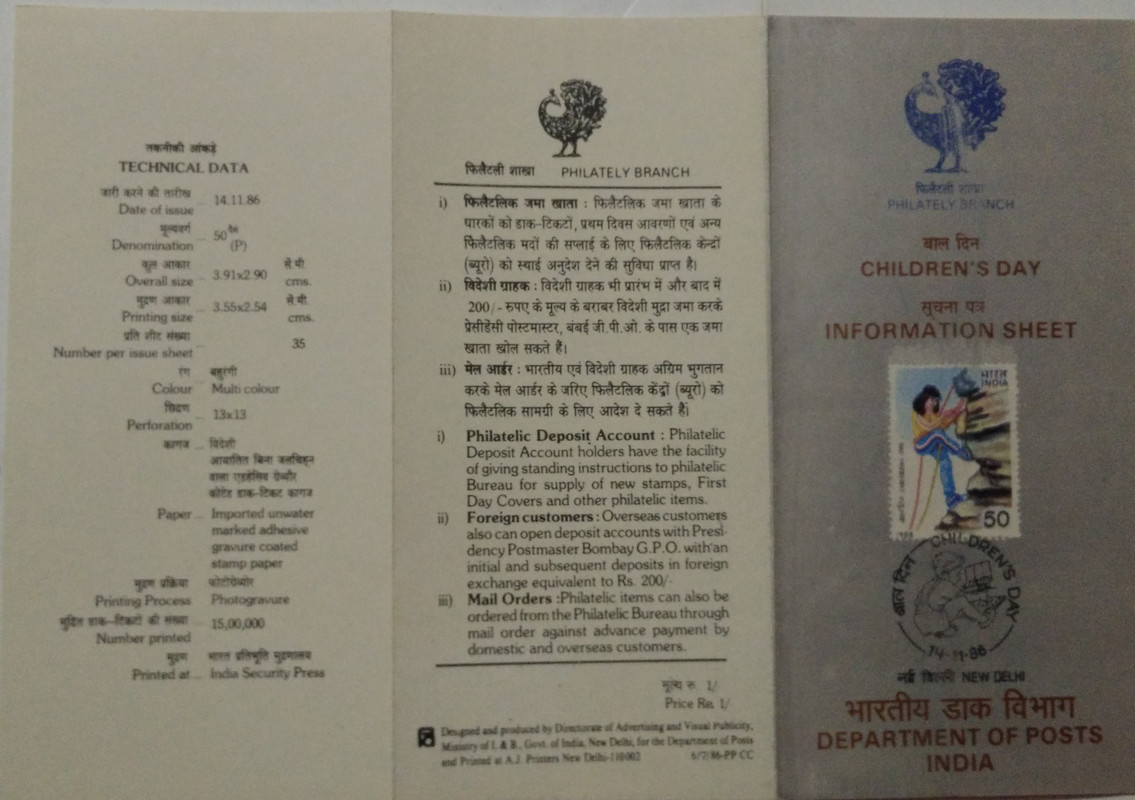 तकनीकी आंकड़े
TECHNICAL DATA
जारी करने की तारीख
Date of issue ... 14.11.86
मूल्यवर्ग
Denomination ... 50 पै
(P)
कुल आकार
Overall size ... 3.91x2.90 से.मी.
cms.
मुद्रण आकार
Printing size ... 3.55x2.54 से.मी.
cms.
प्रति शीट संख्या
Number per issue sheet 35
रंग ... बहुरंगी
Colour ... Multi colour
छिद्रण
Perforation ... 13x13
कागज ... विदेशी
आयातित बिना जलचिहन
वाला एडहेसिव ग्रेव्योर
कोटेड डाक-टिकट कागज
Paper ... Imported unwater
marked adhesive
gravure coated
stamp paper
मुद्रण प्रक्रिया ... फोटोग्रेव्योर
Printing Process ... Photogravure
मुद्रित डाक-टिकटों की संख्या
Number printed ... 15,00,000
मुद्रण ... भारत प्रतिभूति मुद्रणालय
Printed at ... India Security Press
फिलैटली शाखा PHILATELY BRANCH
i) फिलैटलिक जमा खाता : फिलैटलिक जमा खाता के
धारकों को डाक-टिकटों, प्रथम दिवस आवरणों एवं अन्य
फिलैटलिक मदों की सप्लाई के लिए फिलैटलिक केन्द्रों
(ब्यूरो) को स्थाई अनुदेश देने की सुविधा प्राप्त है।
ii) विदेशी ग्राहक : विदेशी ग्राहक भी प्रारंभ में और बाद में
200/- रुपए के मूल्य के बराबर विदेशी मुद्रा जमा करके
प्रेसीडेंसी पोस्टमास्टर, बंबई जी.पी.ओ. के पास एक जमा
खाता खोल सकते हैं।
iii) मेल आर्डर : भारतीय एवं विदेशी ग्राहक अग्रिम भुगतान
करके मेल आर्डर के जरिए फिलैटलिक केंद्रों (ब्यूरो) को
फिलैटलिक सामग्री के लिए आदेश दे सकते हैं।
i) Philatelic Deposit Account : Philatelic
Deposit Account holders have the facility
of giving standing instructions to philatelic
Bureau for supply of new stamps, First
Day Covers and other philatelic items.
ii) Foreign customers : Overseas customers
also can open deposit accounts with Presi-
dency Postmaster Bombay G.P.O. with an
initial and subsequent deposits in foreign
exchange equivalent to Rs. 200/-
iii) Mail Orders :Philatelic items can also be
ordered from the Philatelic Bureau through
mail order against advance payment by
domestic and overseas customers.
मूल्य रु. 1/
Price Re. 1/
Designed and produced by Directorate of Advertising and Visual Publicity,
Ministry of I. & B., Govt. of India, New Delhi, for the Department of Posts
and Printed at A.J. Printers New Delhi-110002 6/7/86-PP CC
फिलैटली शाखा
PHILATELY BRANCH
बाल दिन
CHILDREN'S DAY
सूचना पत्र
INFORMATION SHEET
भारत
INDIA
50
बाल दिन CHILDREN'S DAY
14-11-86
नई दिल्ली NEW DELHI
भारतीय डाक विभाग
DEPARTMENT OF POSTS
INDIA